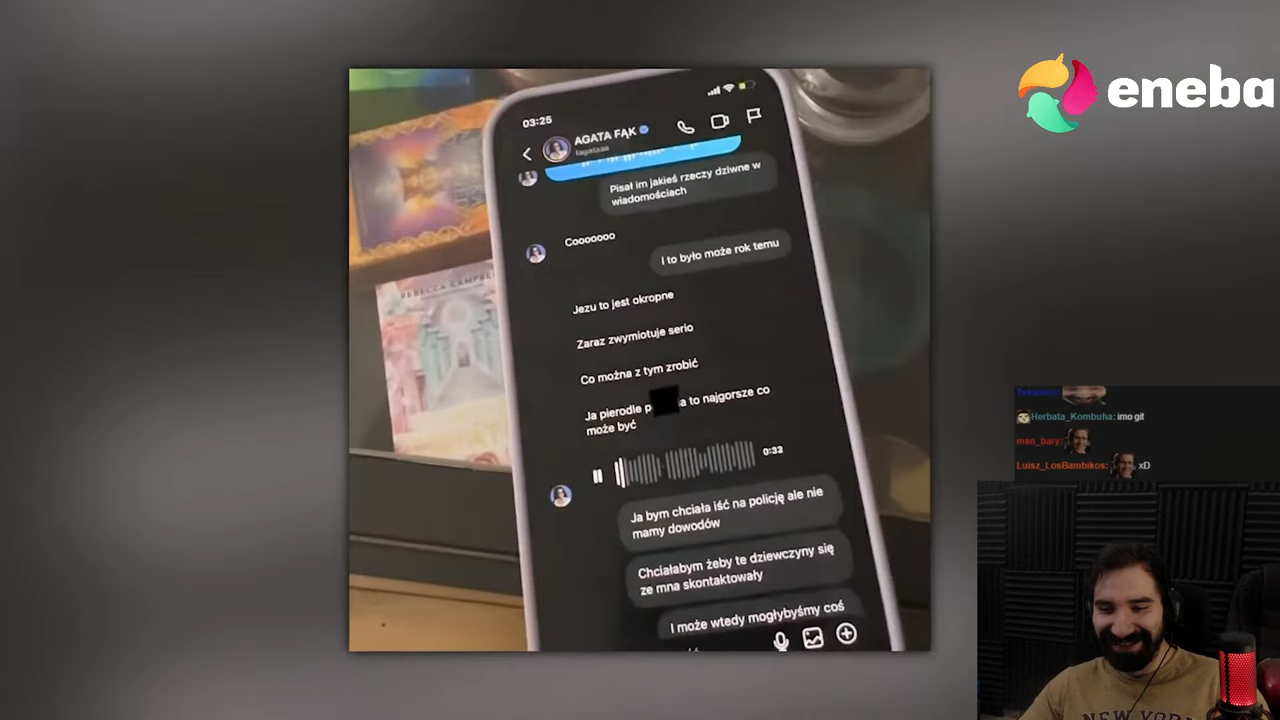 eneba
03:25
AGATA FĄK
Pisał im jakieś rzeczy dziwne w
wiadomościach
Cooooooo
I to było może rok temu
REBECCA CAMPBEL
Jezu to jest okropne
Zaraz zwymiotuje serio
Co można z tym zrobić
Ja pierodle p a to najgorsze co
może być
0:32
Ja bym chciała iść na policję ale nie
mamy dowodów
Chciałabym żeby te dziewczyny się
ze mna skontaktowały
I może wtedy mogłybyśmy coś
Herbata_Kombuha: imo git
msn_bary:
Luisz_LosBambikos: xD
NEW YORK